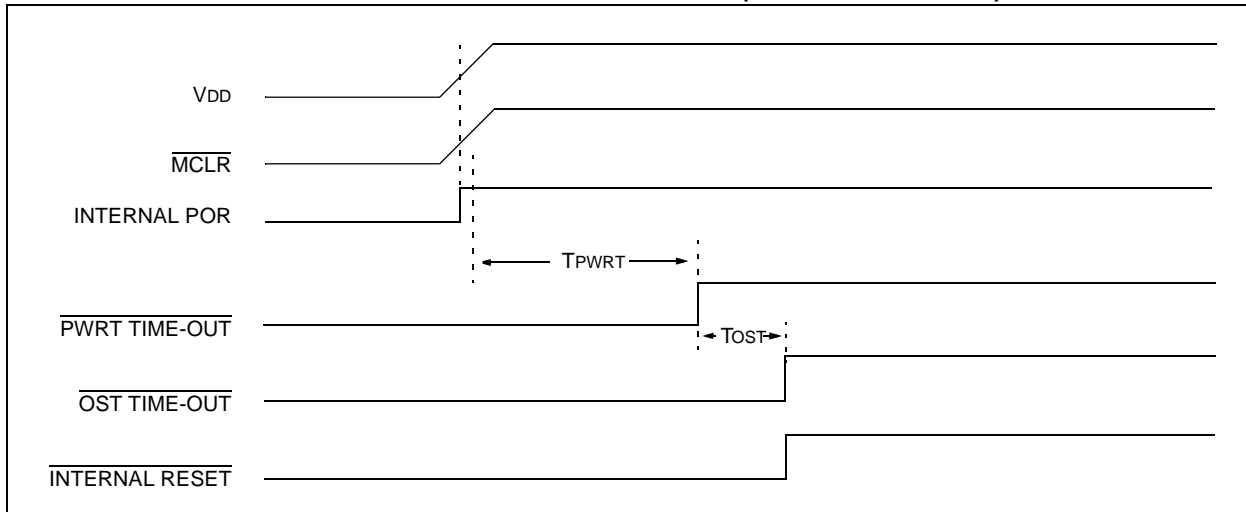 VDD
MCLR
INTERNAL POR
TPWRT
PWRT TIME-OUT
TOST
OST TIME-OUT
INTERNAL RESET